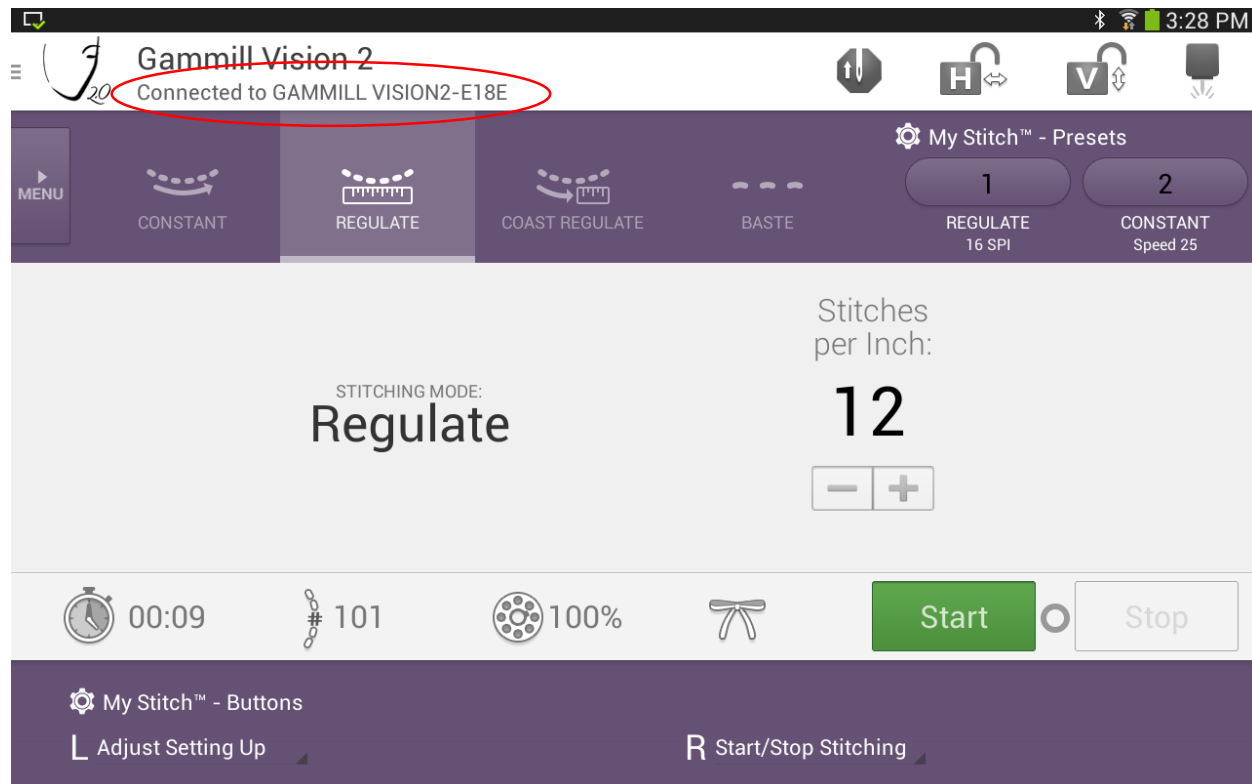 3:28 PM
Gammill Vision 2
2.0
Connected to GAMMILL VISION2-E18E
H
V
My Stitch™ - Presets
MENU
CONSTANT
REGULATE
COAST REGULATE
BASTE
1
REGULATE
16 SPI
2
CONSTANT
Speed 25
STITCHING MODE:
Regulate
Stitches
per Inch:
12
00:09
# 101
100%
Start
Stop
My Stitch™ - Buttons
L Adjust Setting Up
R Start/Stop Stitching